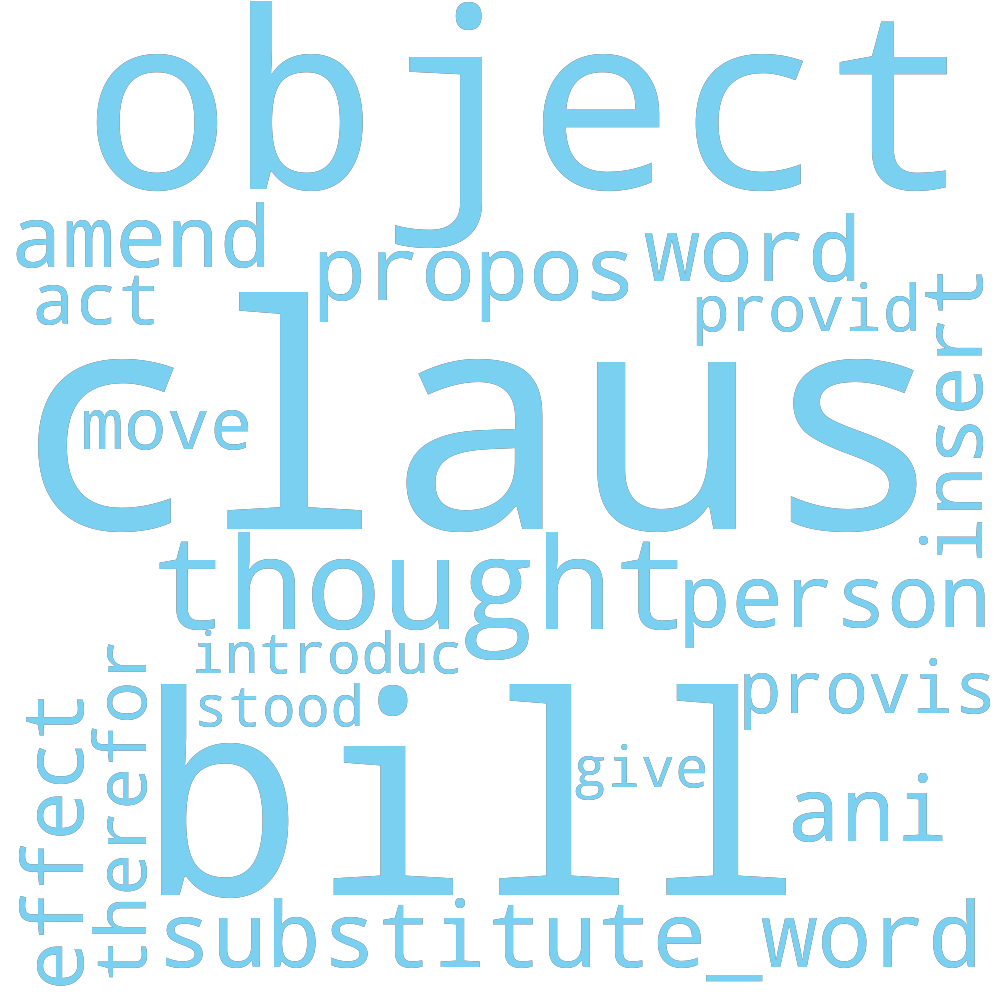 object
amend
propos
word
act
provid
insert
claus
move
thought
person
introduc
stood
provis
effect
therefor
bill
give
ani
substitute_word